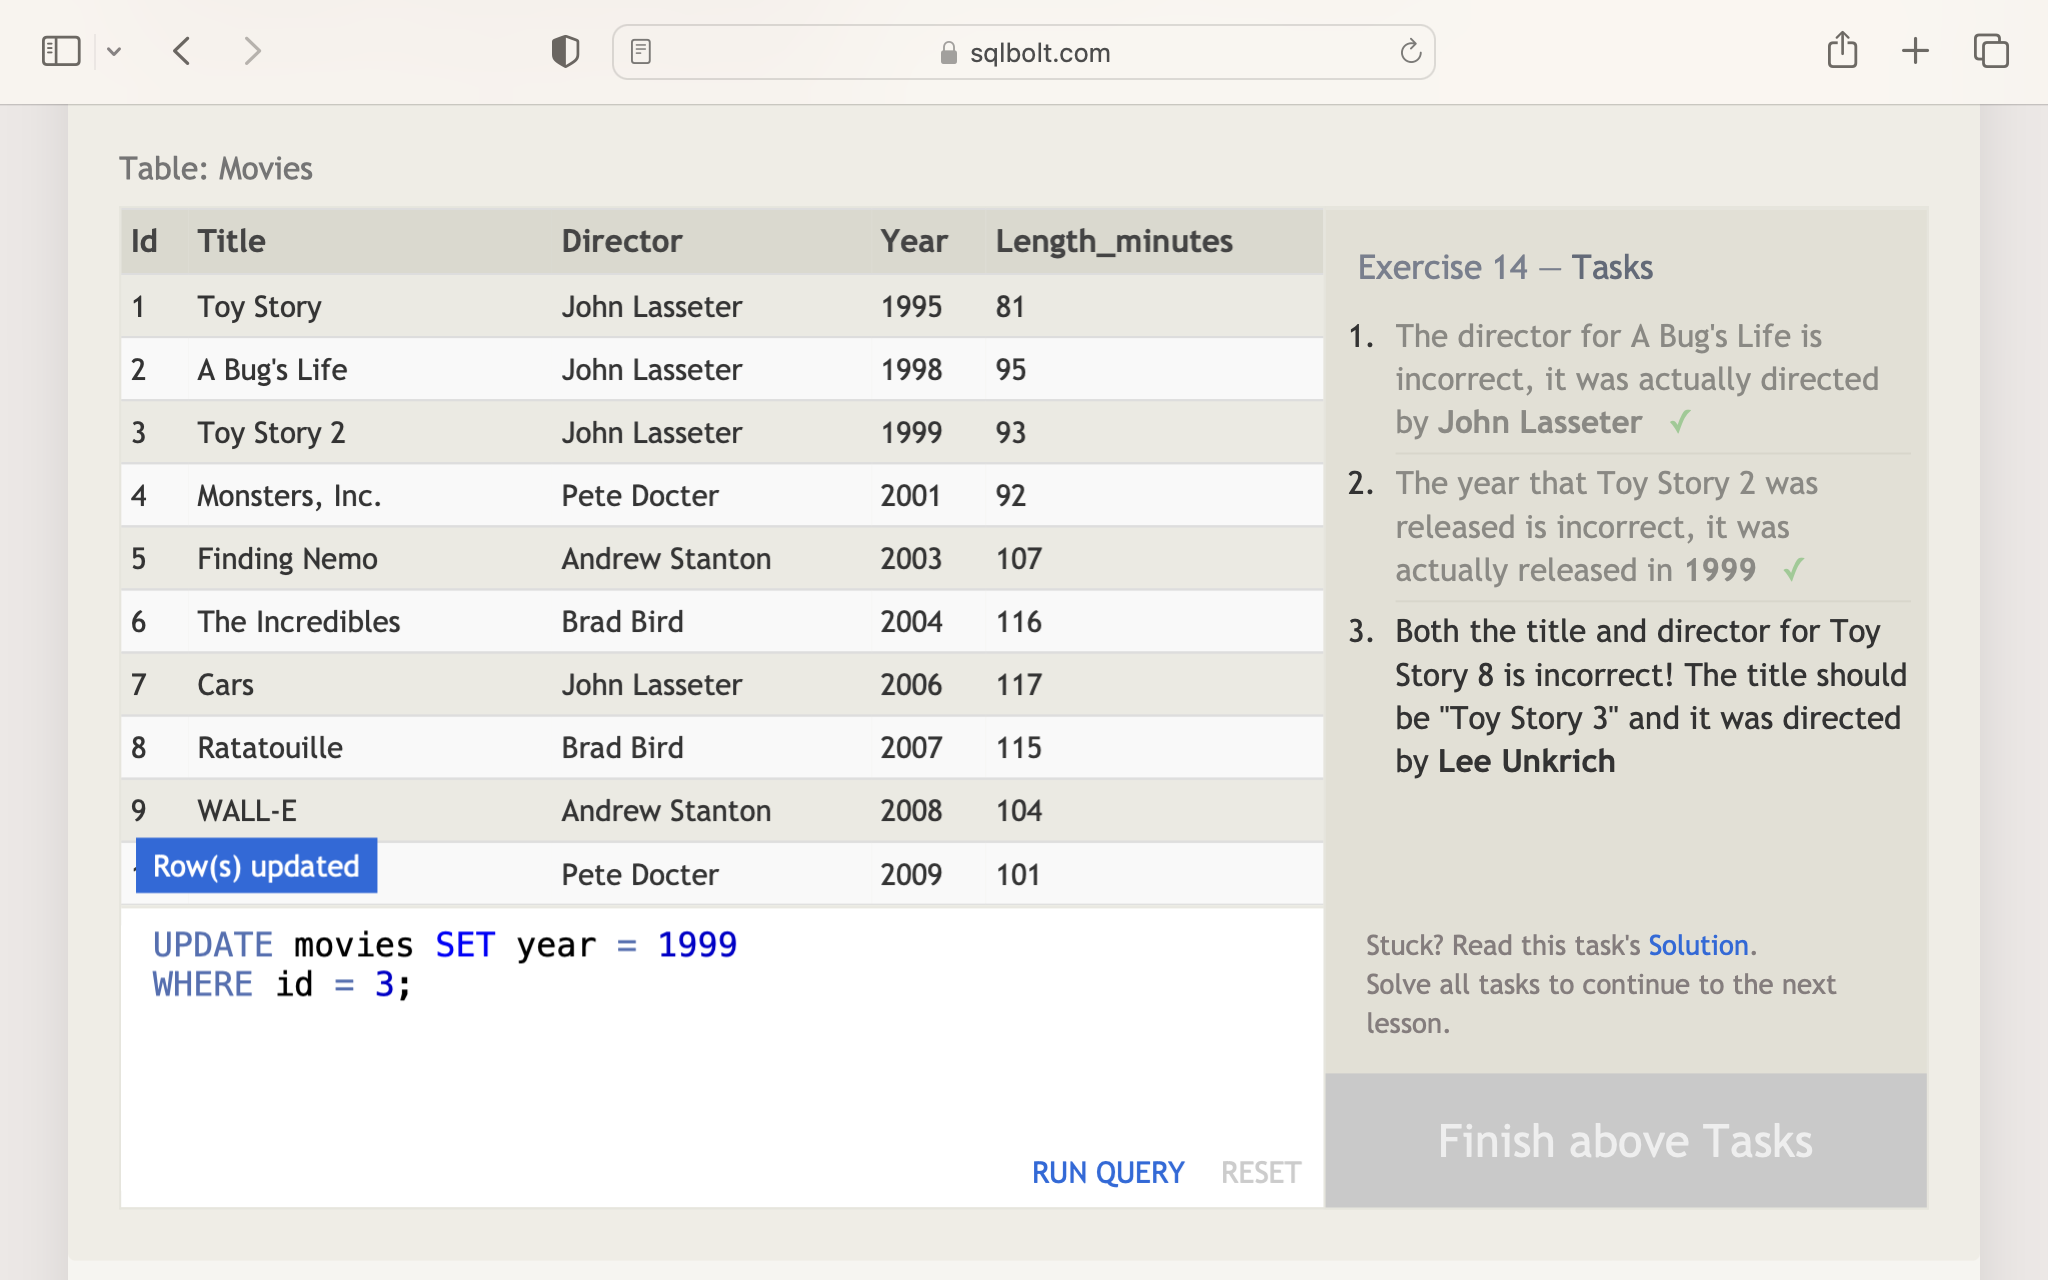 sqlbolt.com
Table: Movies
Id Title Director Year Length_minutes
1 Toy Story John Lasseter 1995 81
2 A Bug's Life John Lasseter 1998 95
3 Toy Story 2 John Lasseter 1999 93
4 Monsters, Inc. Pete Docter 2001 92
5 Finding Nemo Andrew Stanton 2003 107
6 The Incredibles Brad Bird 2004 116
7 Cars John Lasseter 2006 117
8 Ratatouille Brad Bird 2007 115
9 WALL-E Andrew Stanton 2008 104
Row(s) updated Pete Docter 2009 101
UPDATE movies SET year = 1999
WHERE id = 3;
RUN QUERY RESET
Exercise 14 — Tasks
1. The director for A Bug's Life is
incorrect, it was actually directed
by John Lasseter ✓
2. The year that Toy Story 2 was
released is incorrect, it was
actually released in 1999 ✓
3. Both the title and director for Toy
Story 8 is incorrect! The title should
be "Toy Story 3" and it was directed
by Lee Unkrich
Stuck? Read this task's Solution.
Solve all tasks to continue to the next
lesson.
Finish above Tasks